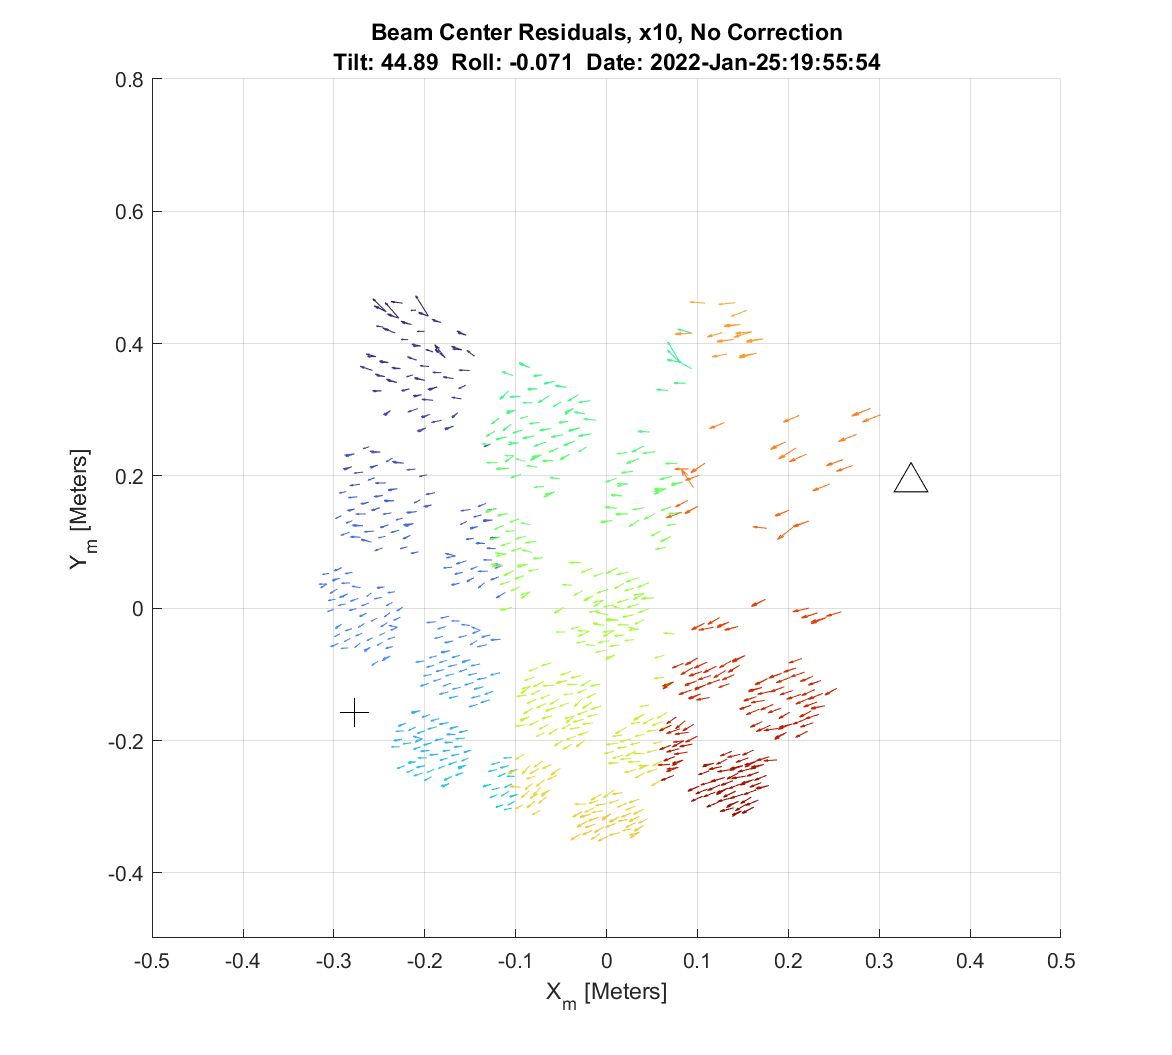 Beam Center Residuals, x10, No Correction
Tilt: 44.89 Roll: -0.071 Date: 2022-Jan-25:19:55:54
0.8
0.6
0.4
0.2
0
-0.2
-0.4
Y_m [Meters]
-0.5 -0.4 -0.3 -0.2 -0.1 0 0.1 0.2 0.3 0.4 0.5
X_m [Meters]